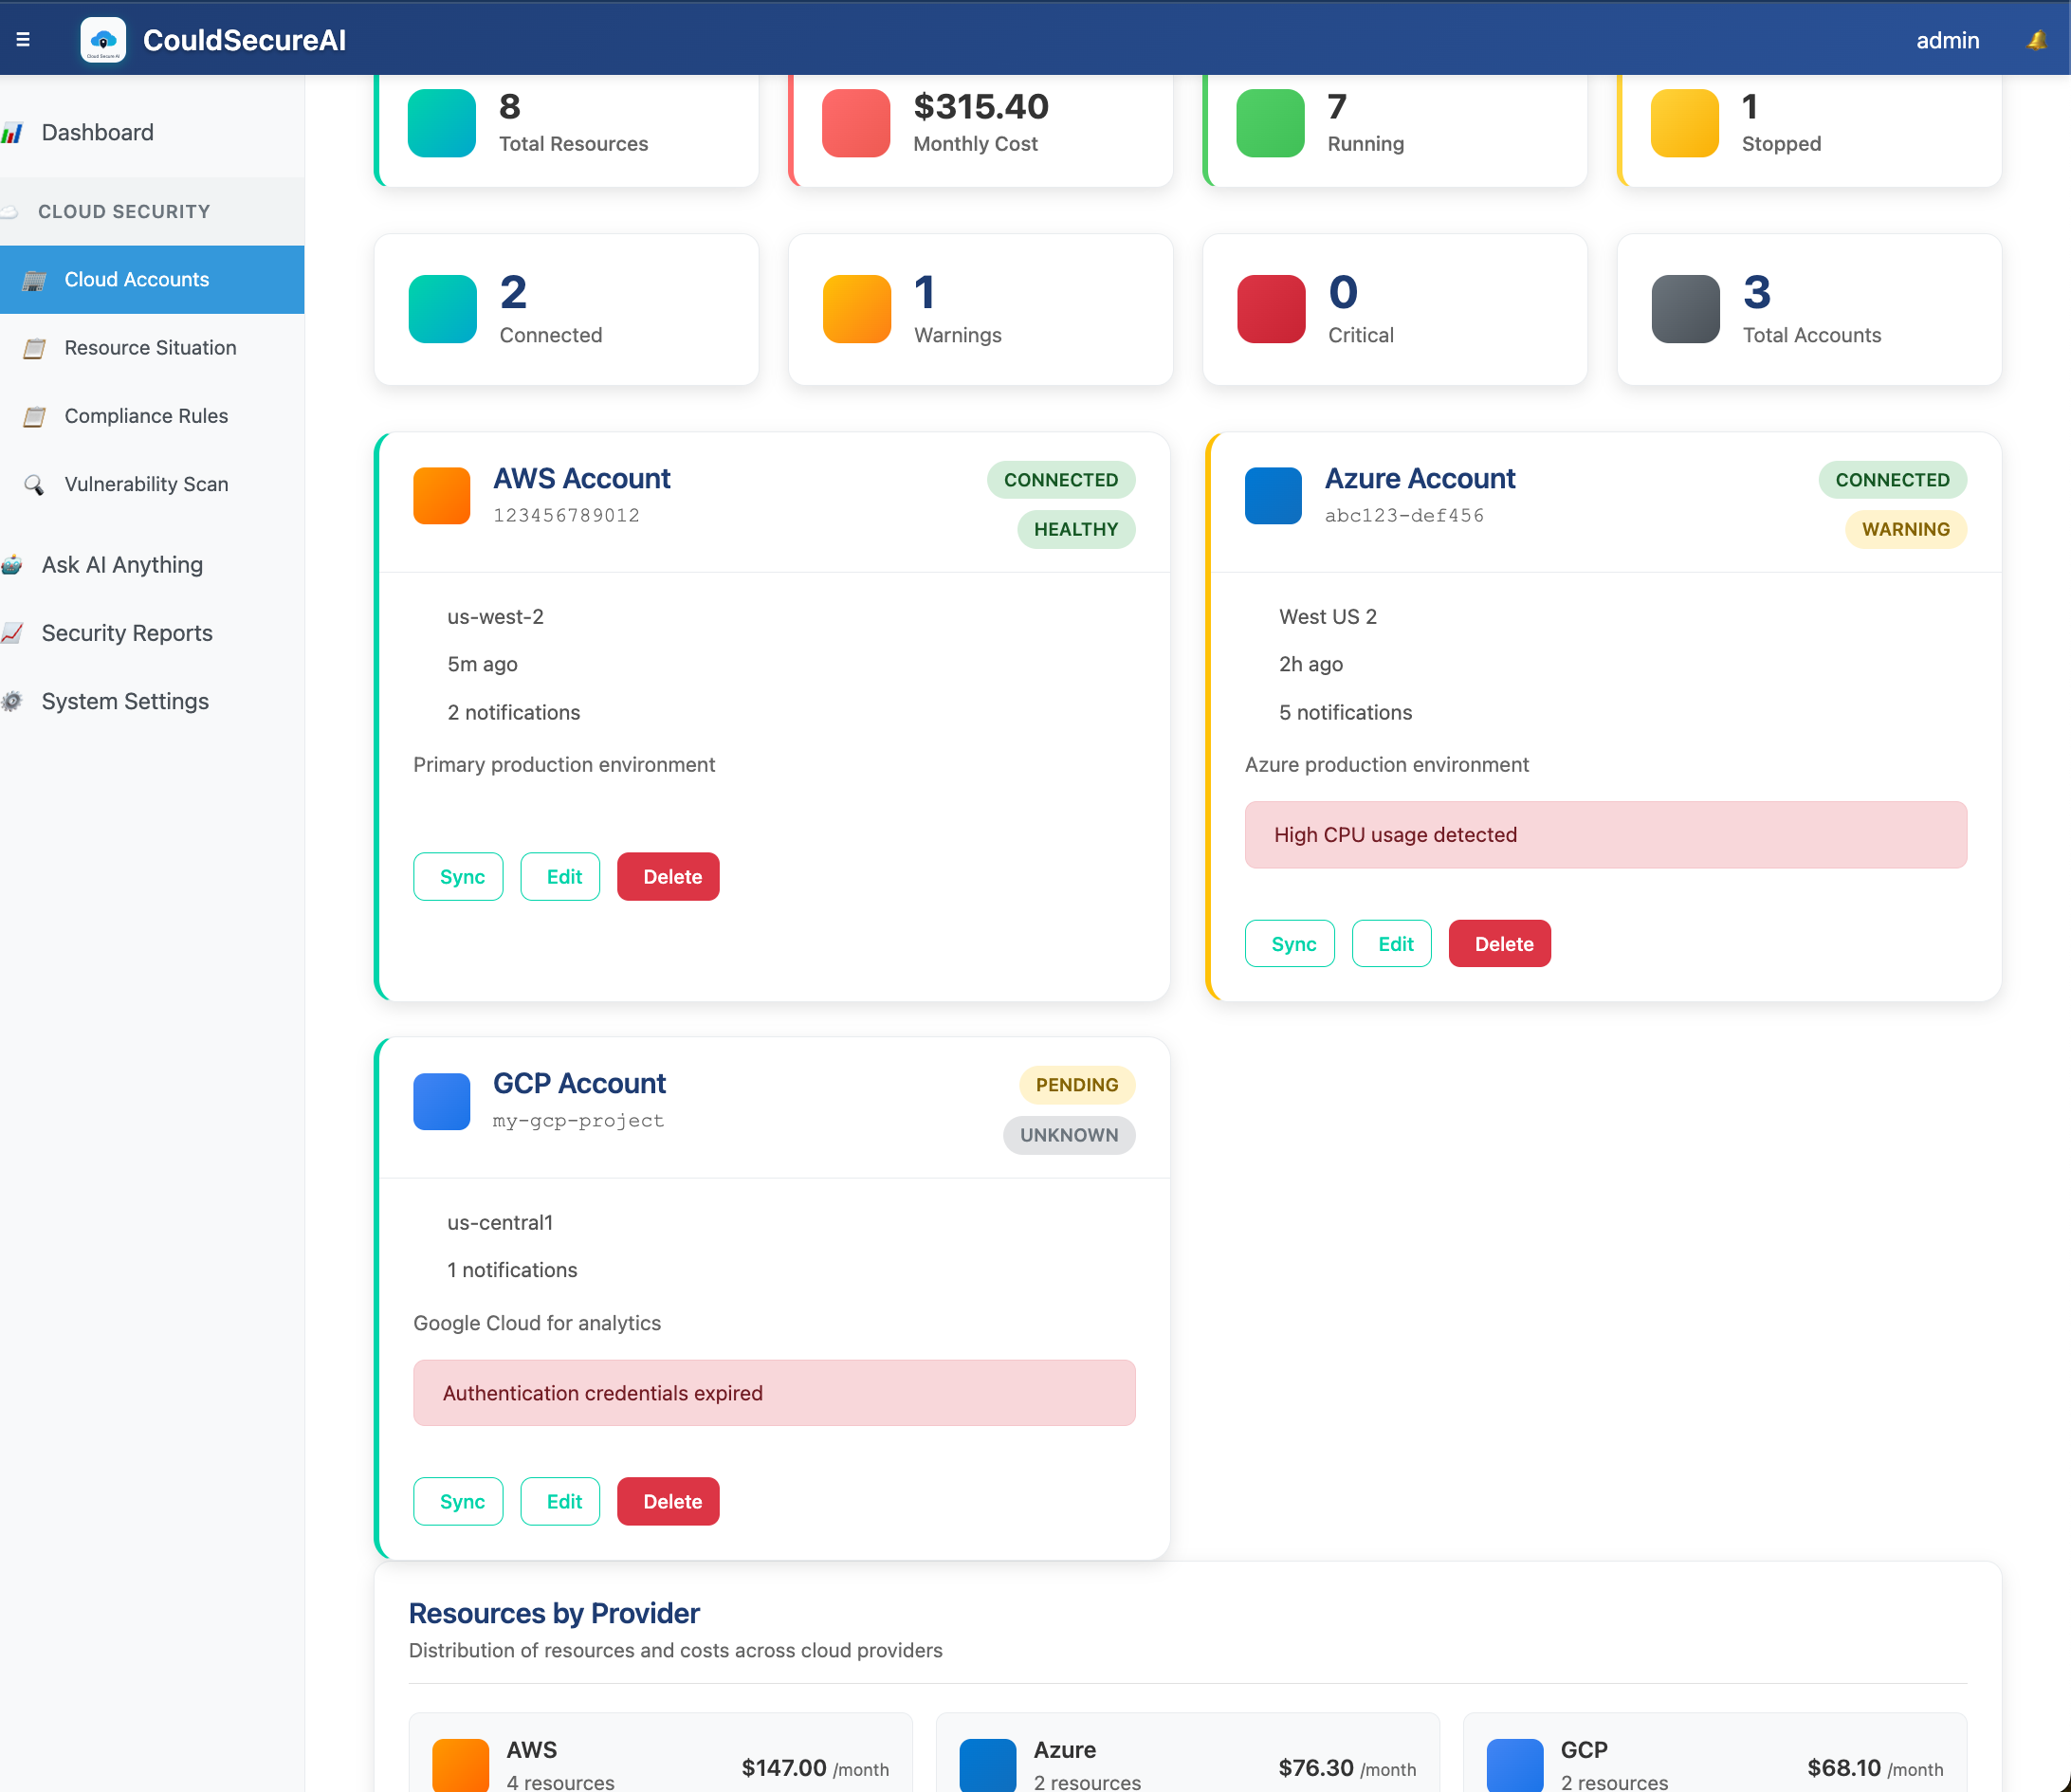 CouldSecureAI
admin
Dashboard
CLOUD SECURITY
Cloud Accounts
Resource Situation
Compliance Rules
Vulnerability Scan
Ask AI Anything
Security Reports
System Settings
8
Total Resources
$315.40
Monthly Cost
7
Running
1
Stopped
2
Connected
1
Warnings
0
Critical
3
Total Accounts
AWS Account
123456789012
CONNECTED
HEALTHY
us-west-2
5m ago
2 notifications
Primary production environment
Sync
Edit
Delete
Azure Account
abc123-def456
CONNECTED
WARNING
West US 2
2h ago
5 notifications
Azure production environment
High CPU usage detected
Sync
Edit
Delete
GCP Account
my-gcp-project
PENDING
UNKNOWN
us-central1
1 notifications
Google Cloud for analytics
Authentication credentials expired
Sync
Edit
Delete
Resources by Provider
Distribution of resources and costs across cloud providers
AWS
4 resources
$147.00 /month
Azure
2 resources
$76.30 /month
GCP
2 resources
$68.10 /month